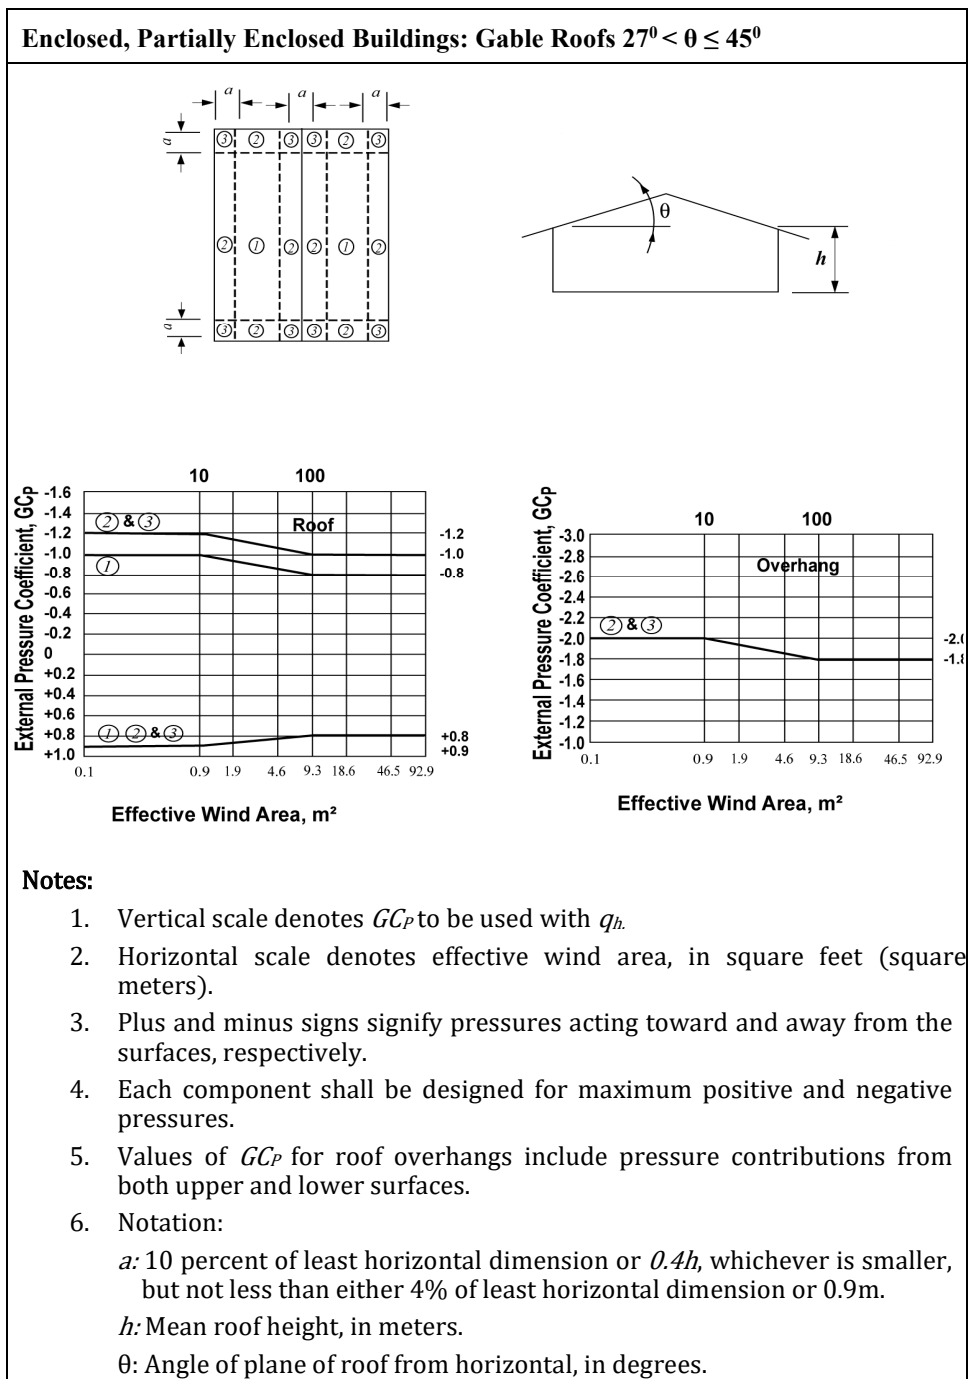 Enclosed, Partially Enclosed Buildings: Gable Roofs 27⁰ < θ ≤ 45⁰
a a a
a
③ ② ③ ③ ② ③
② ① ② ② ① ②
a
③ ② ③ ③ ② ③
θ
h
10 100
External Pressure Coefficient, GCP
-1.6
-1.4
-1.2
-1.0
-0.8
-0.6
-0.4
-0.2
0
+0.2
+0.4
+0.6
+0.8
+1.0
② & ③
Roof
①
① ② & ③
-1.2
-1.0
-0.8
+0.8
+0.9
0.1 0.9 1.9 4.6 9.3 18.6 46.5 92.9
Effective Wind Area, m²
10 100
External Pressure Coefficient, GCP
-3.0
-2.8
-2.6
-2.4
-2.2
-2.0
-1.8
-1.6
-1.4
-1.2
-1.0
Overhang
② & ③
-2.0
-1.8
0.1 0.9 1.9 4.6 9.3 18.6 46.5 92.9
Effective Wind Area, m²
Notes:
1. Vertical scale denotes GCP to be used with qh.
2. Horizontal scale denotes effective wind area, in square feet (square
meters).
3. Plus and minus signs signify pressures acting toward and away from the
surfaces, respectively.
4. Each component shall be designed for maximum positive and negative
pressures.
5. Values of GCP for roof overhangs include pressure contributions from
both upper and lower surfaces.
6. Notation:
a: 10 percent of least horizontal dimension or 0.4h, whichever is smaller,
but not less than either 4% of least horizontal dimension or 0.9m.
h: Mean roof height, in meters.
θ: Angle of plane of roof from horizontal, in degrees.